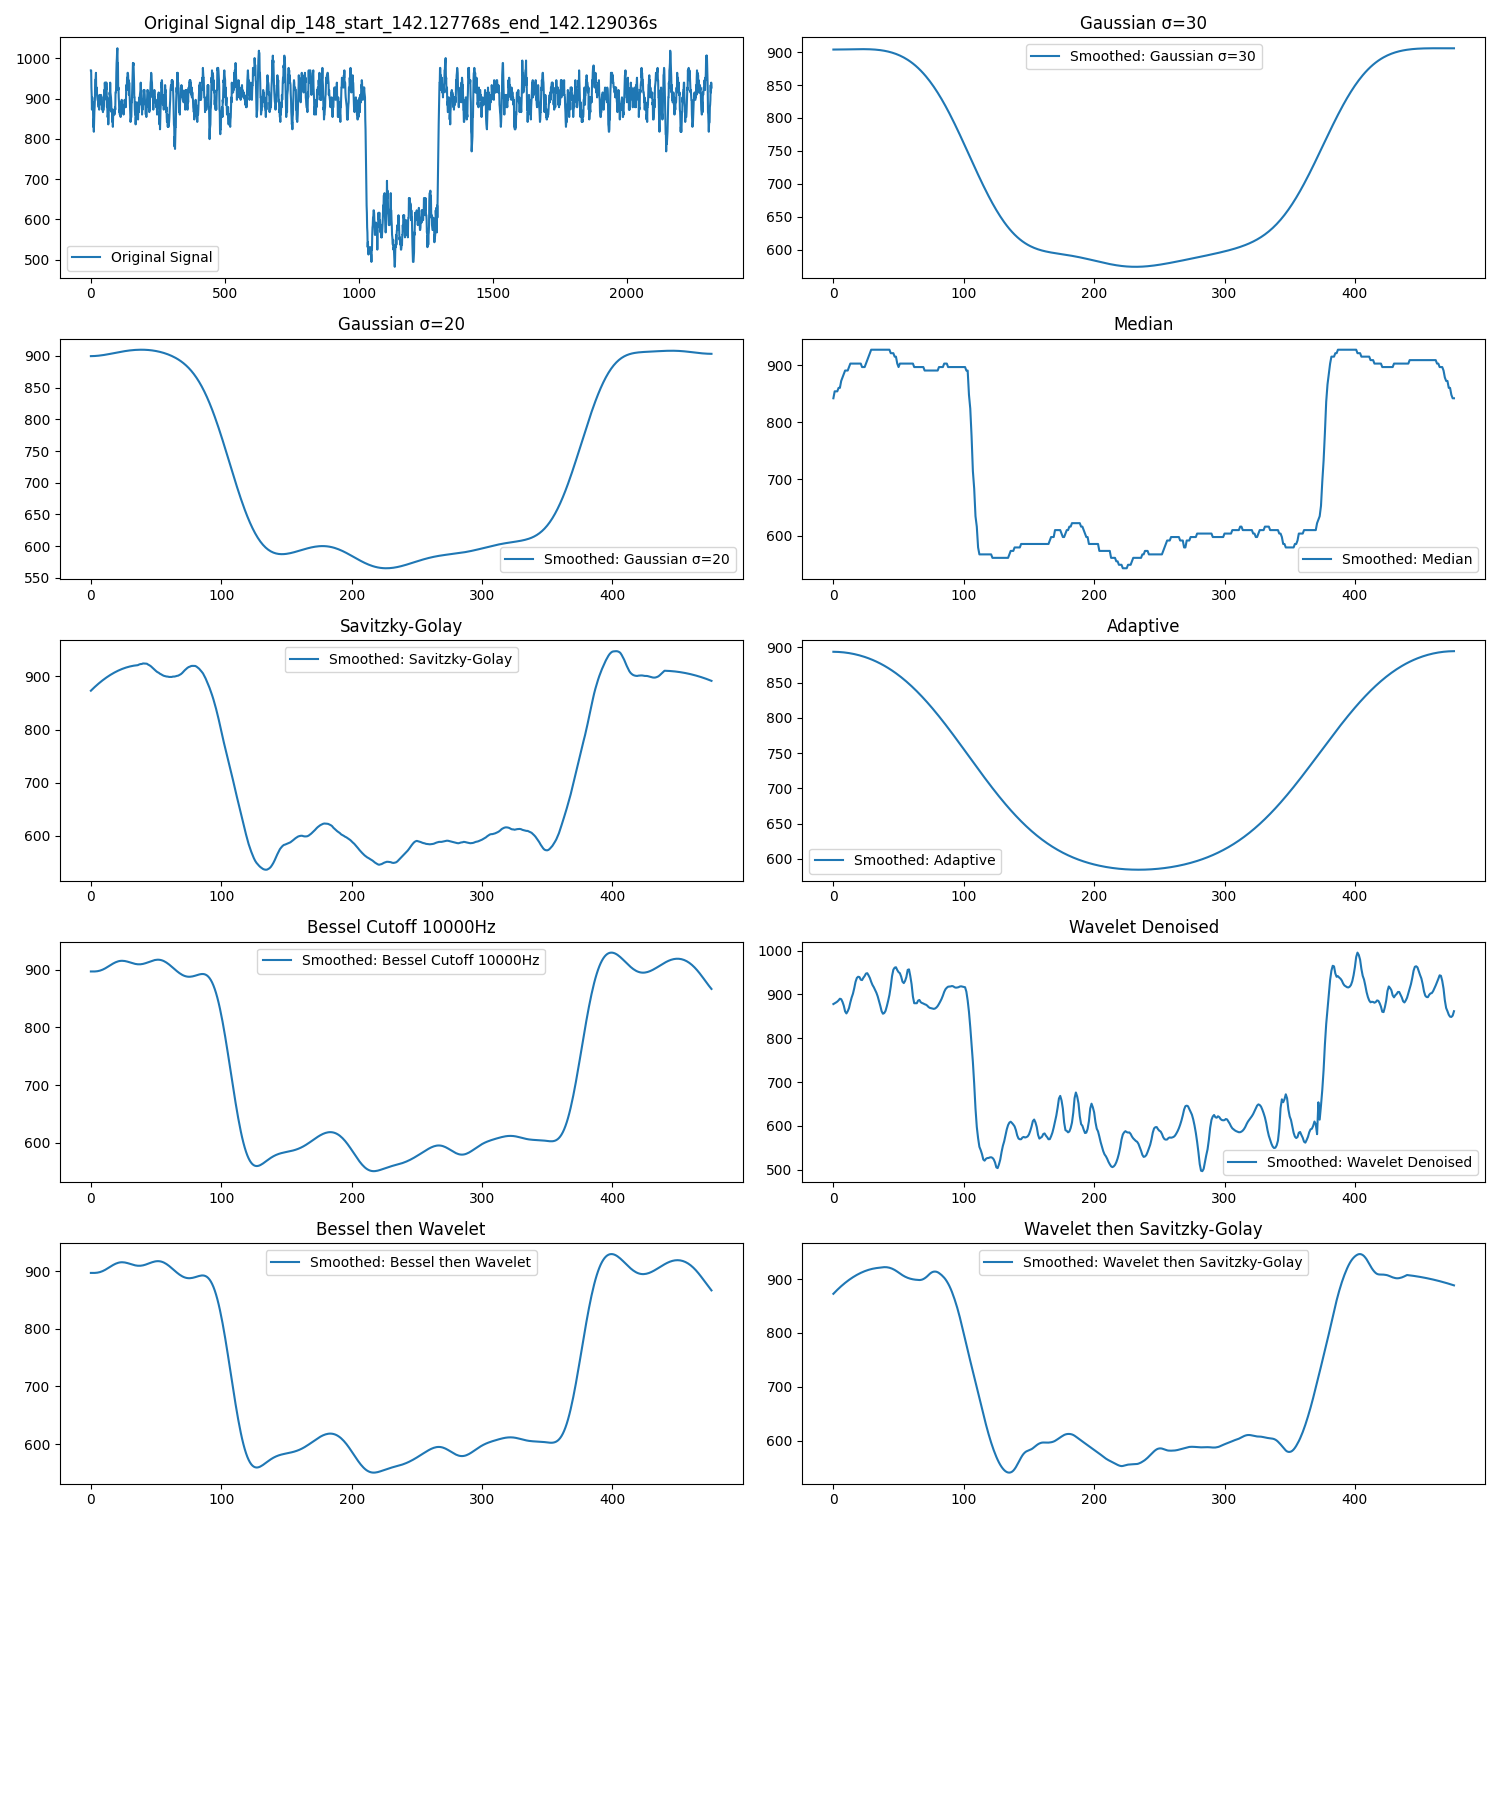 Original Signal dip_148_start_142.127768s_end_142.129036s
1000
900
800
700
600
500
Original Signal
0 500 1000 1500 2000
Gaussian σ=30
900
850
800
750
700
650
600
Smoothed: Gaussian σ=30
0 100 200 300 400
Gaussian σ=20
900
850
800
750
700
650
600
550
Smoothed: Gaussian σ=20
0 100 200 300 400
Median
900
800
700
600
Smoothed: Median
0 100 200 300 400
Savitzky-Golay
900
800
700
600
Smoothed: Savitzky-Golay
0 100 200 300 400
Adaptive
900
850
800
750
700
650
600
Smoothed: Adaptive
0 100 200 300 400
Bessel Cutoff 10000Hz
900
800
700
600
Smoothed: Bessel Cutoff 10000Hz
0 100 200 300 400
Wavelet Denoised
1000
900
800
700
600
500
Smoothed: Wavelet Denoised
0 100 200 300 400
Bessel then Wavelet
900
800
700
600
Smoothed: Bessel then Wavelet
0 100 200 300 400
Wavelet then Savitzky-Golay
900
800
700
600
Smoothed: Wavelet then Savitzky-Golay
0 100 200 300 400